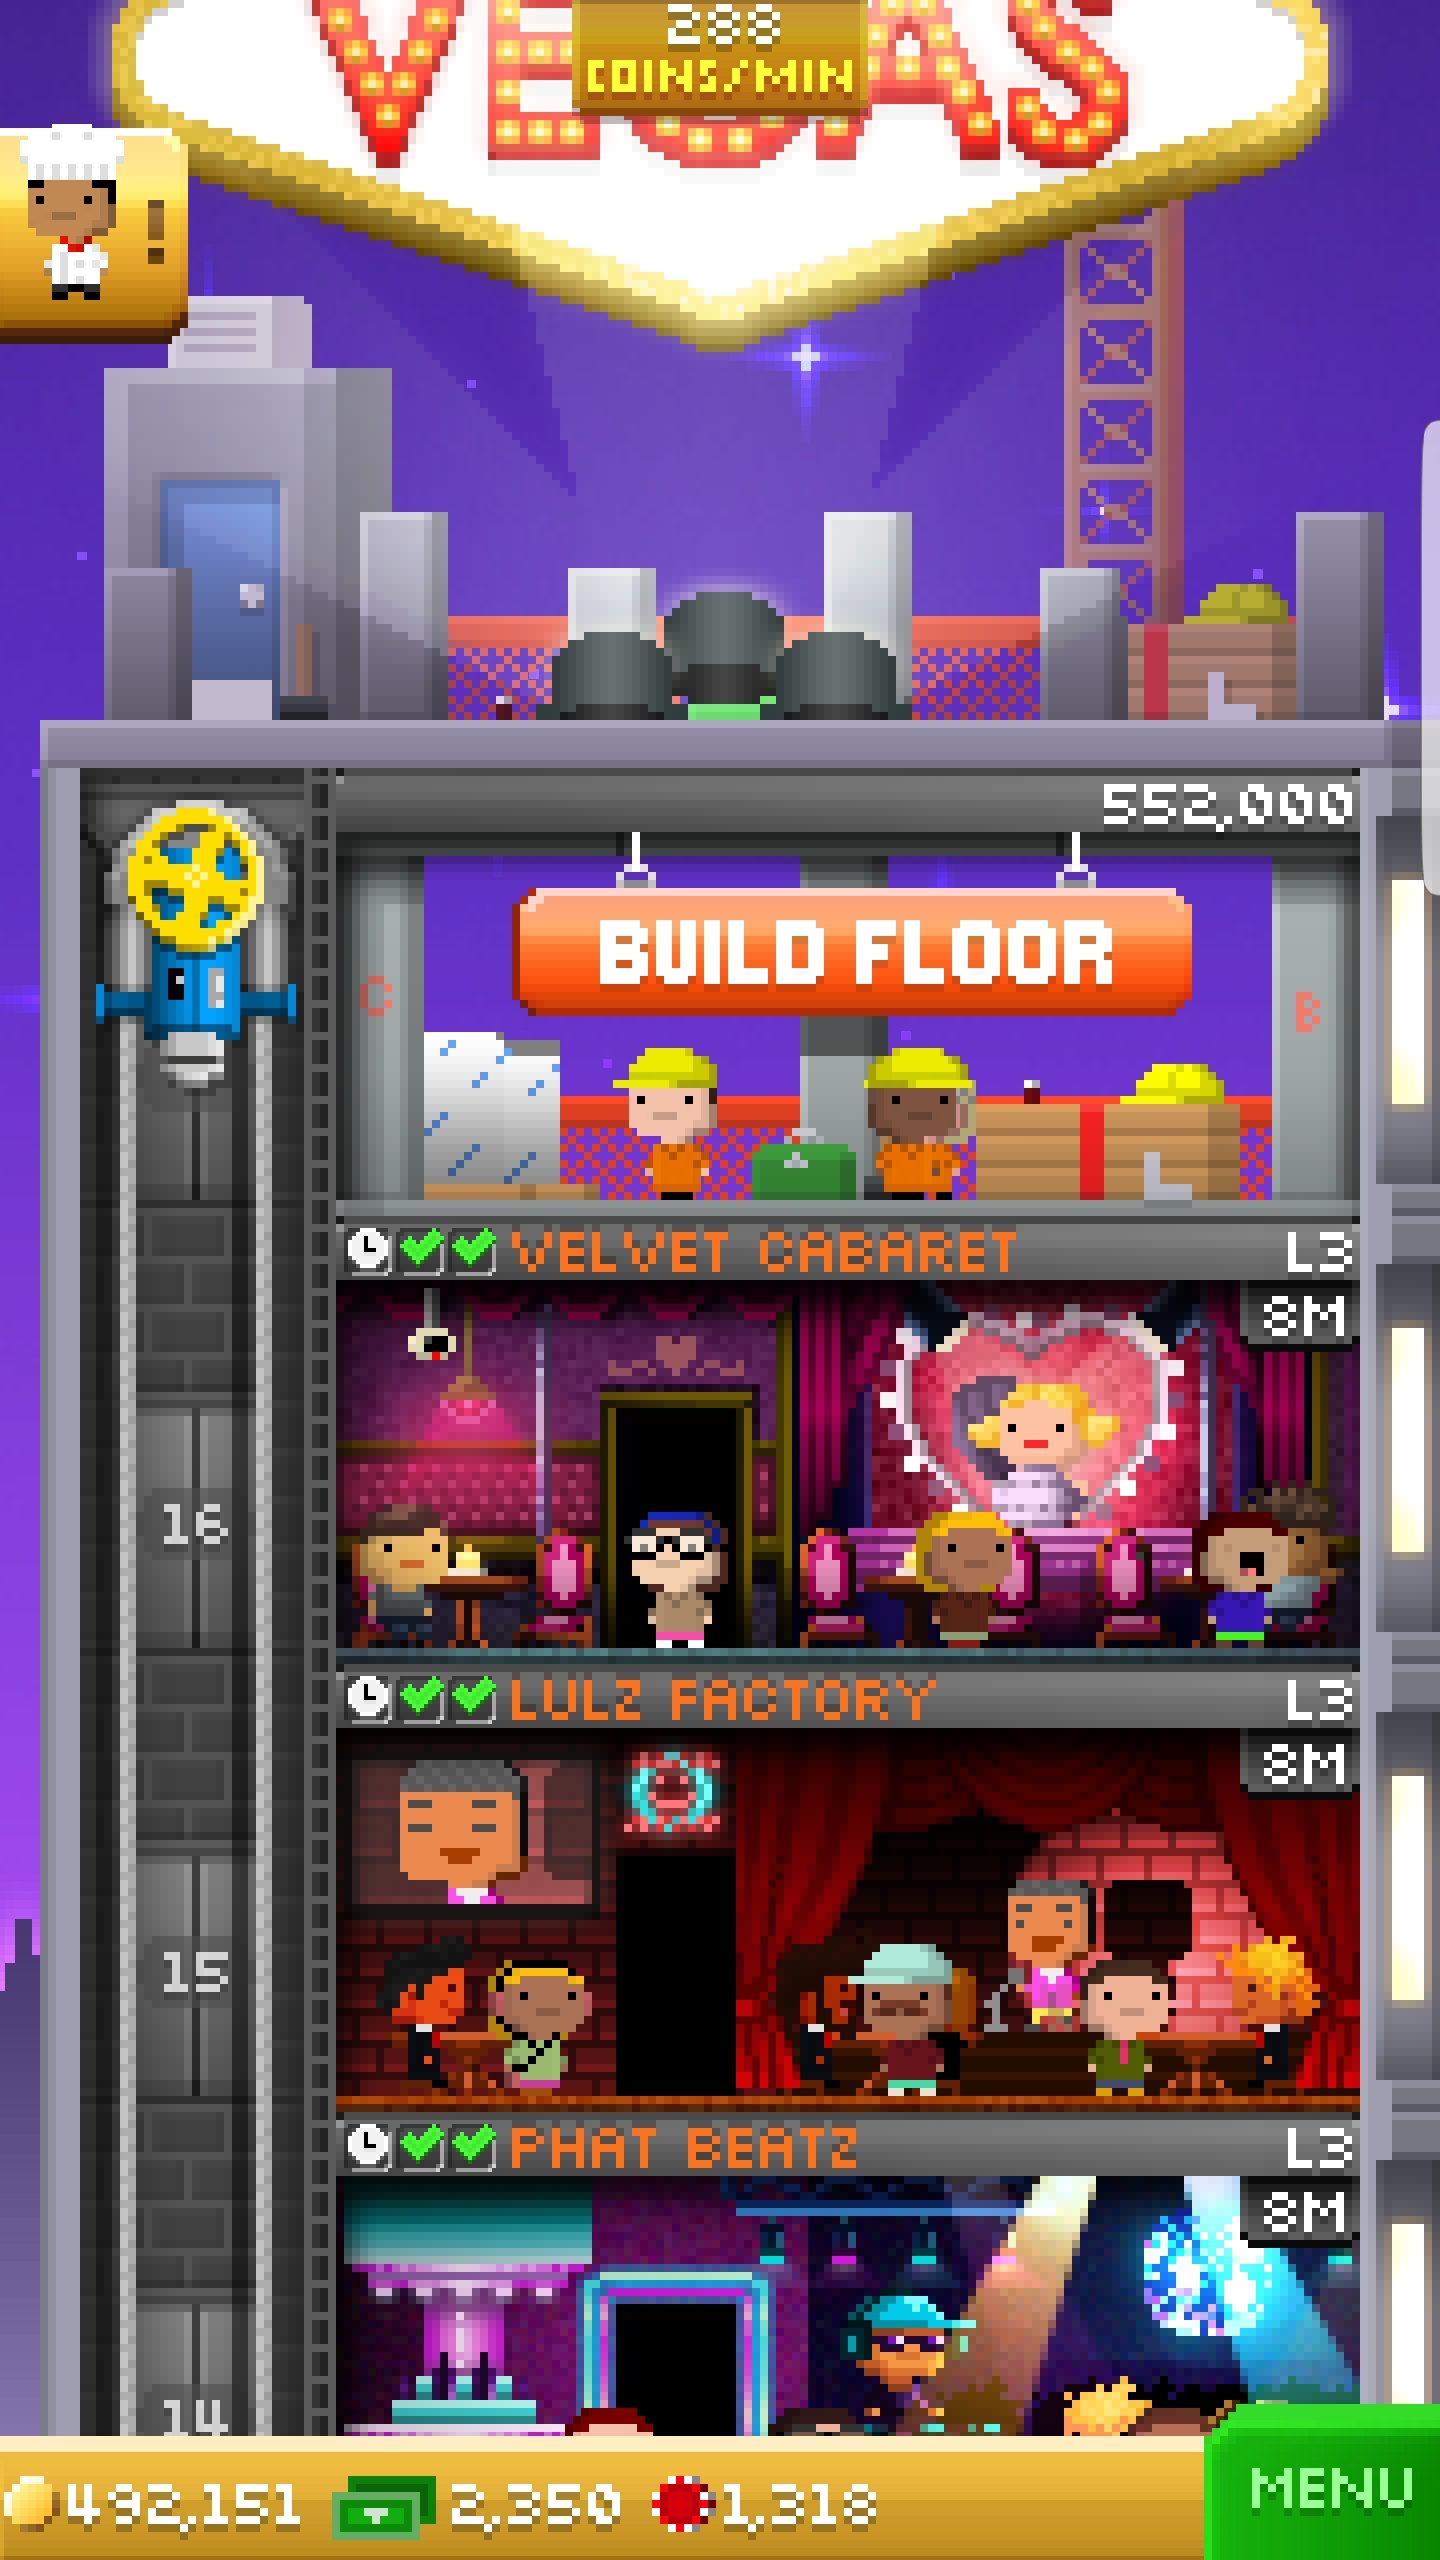 VEGAS
288
COINS/MIN
!
552,000
BUILD FLOOR
C
B
VELVET CABARET L3
8M
16
LULZ FACTORY L3
8M
15
PHAT BEATZ L3
8M
14
492,151 2,350 1,318 MENU